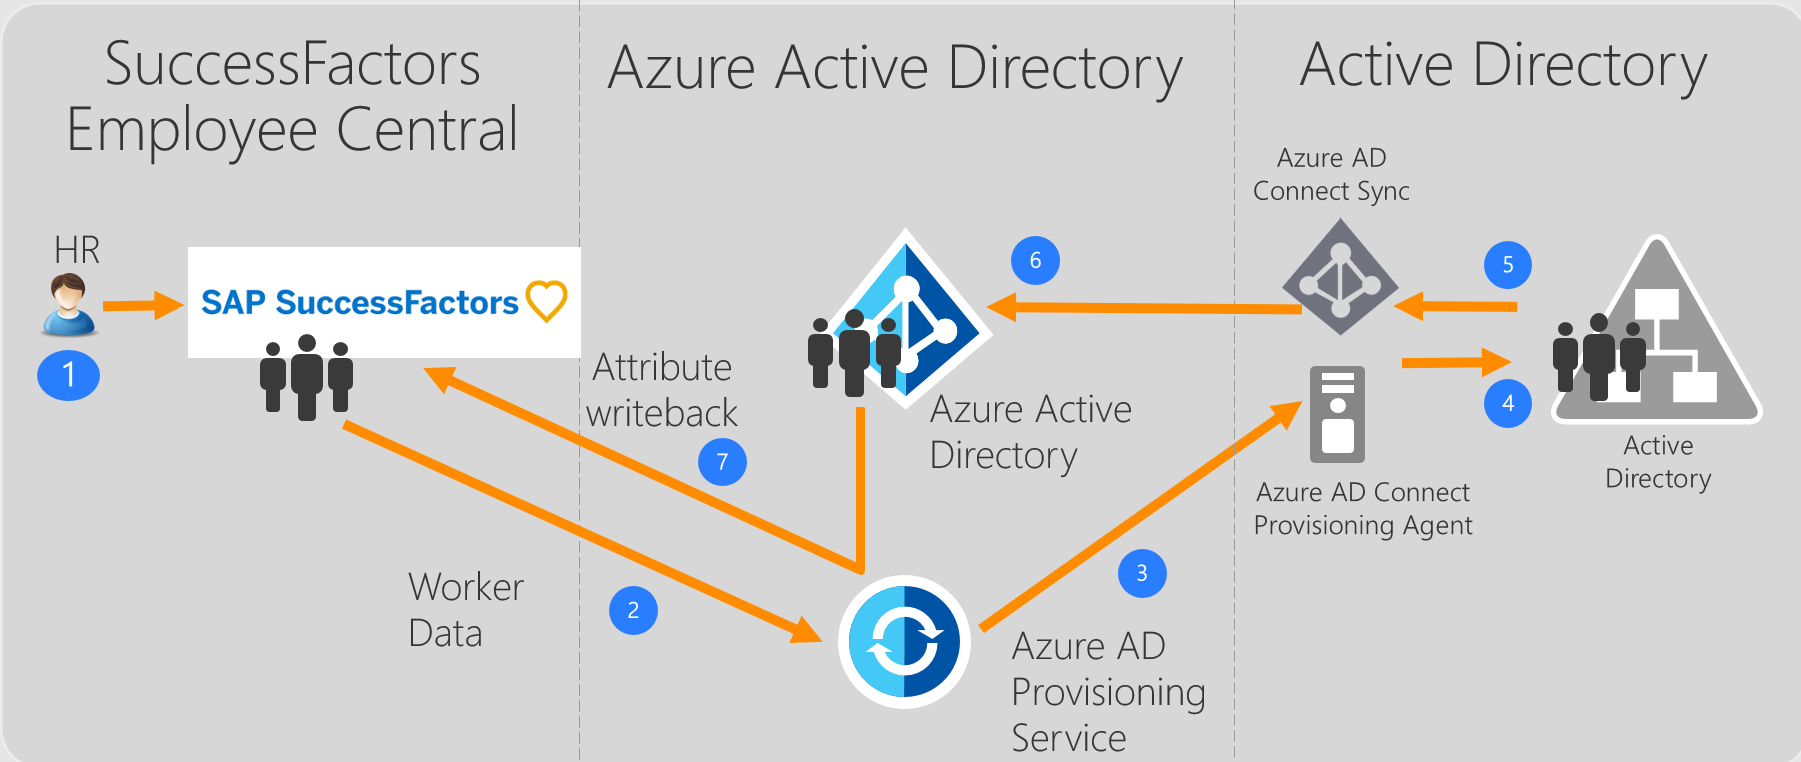 SuccessFactors
Employee Central
Azure Active Directory
Active Directory
Azure AD
Connect Sync
HR
SAP SuccessFactors
1
6
5
Attribute
writeback
7
Azure Active
Directory
4
Active
Directory
Azure AD Connect
Provisioning Agent
Worker
Data
2
3
Azure AD
Provisioning
Service